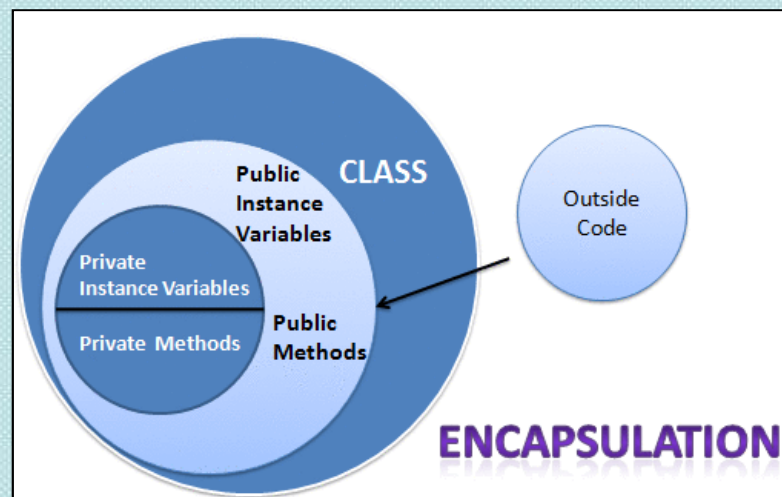 CLASS
Public
Instance
Variables
Private
Instance Variables
Private Methods
Public
Methods
Outside
Code
ENCAPSULATION